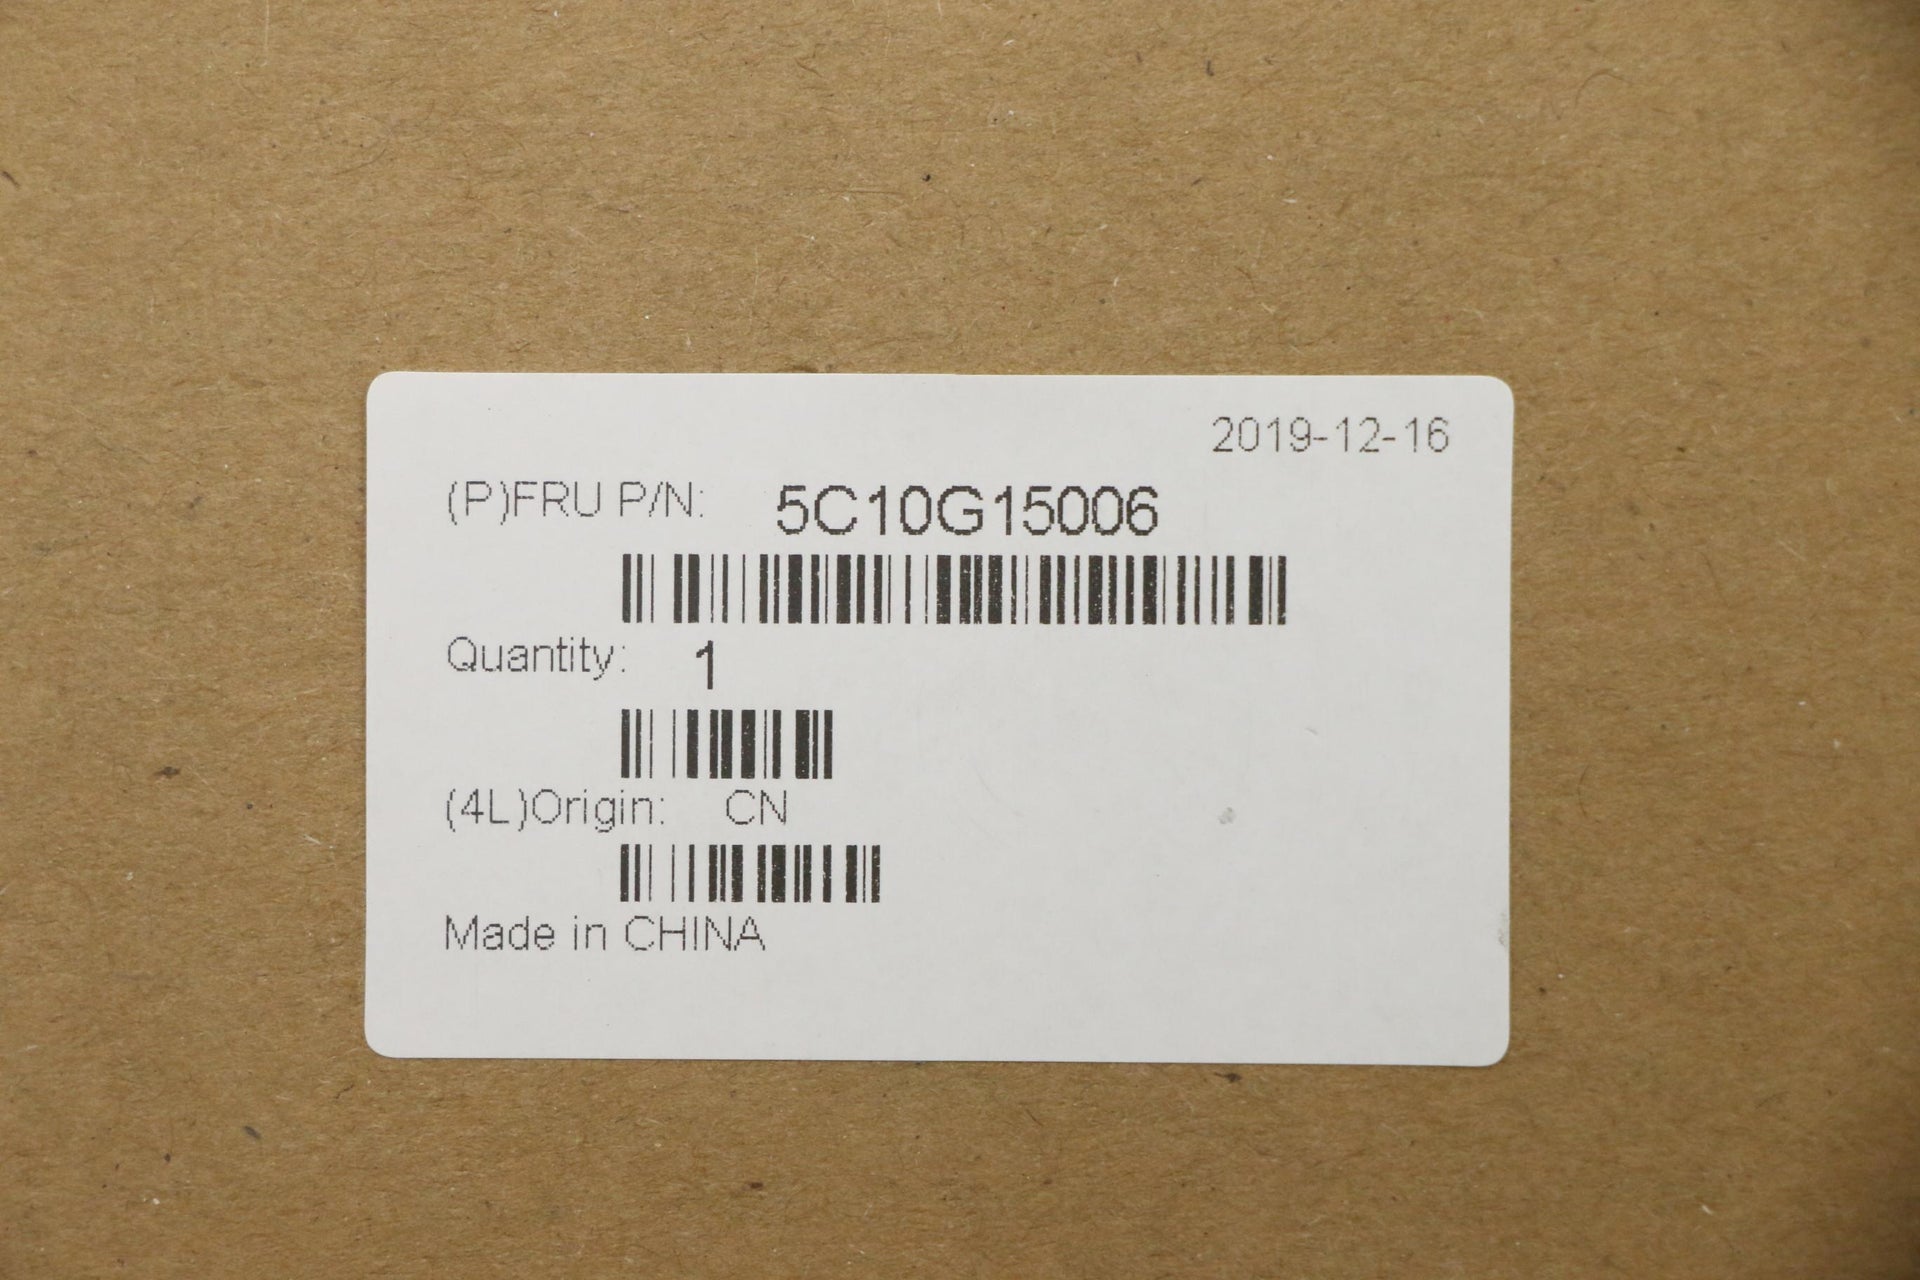 2019-12-16
(P)FRU P/N: 5C10G15006
Quantity: 1
(4L)Origin: CN
Made in CHINA